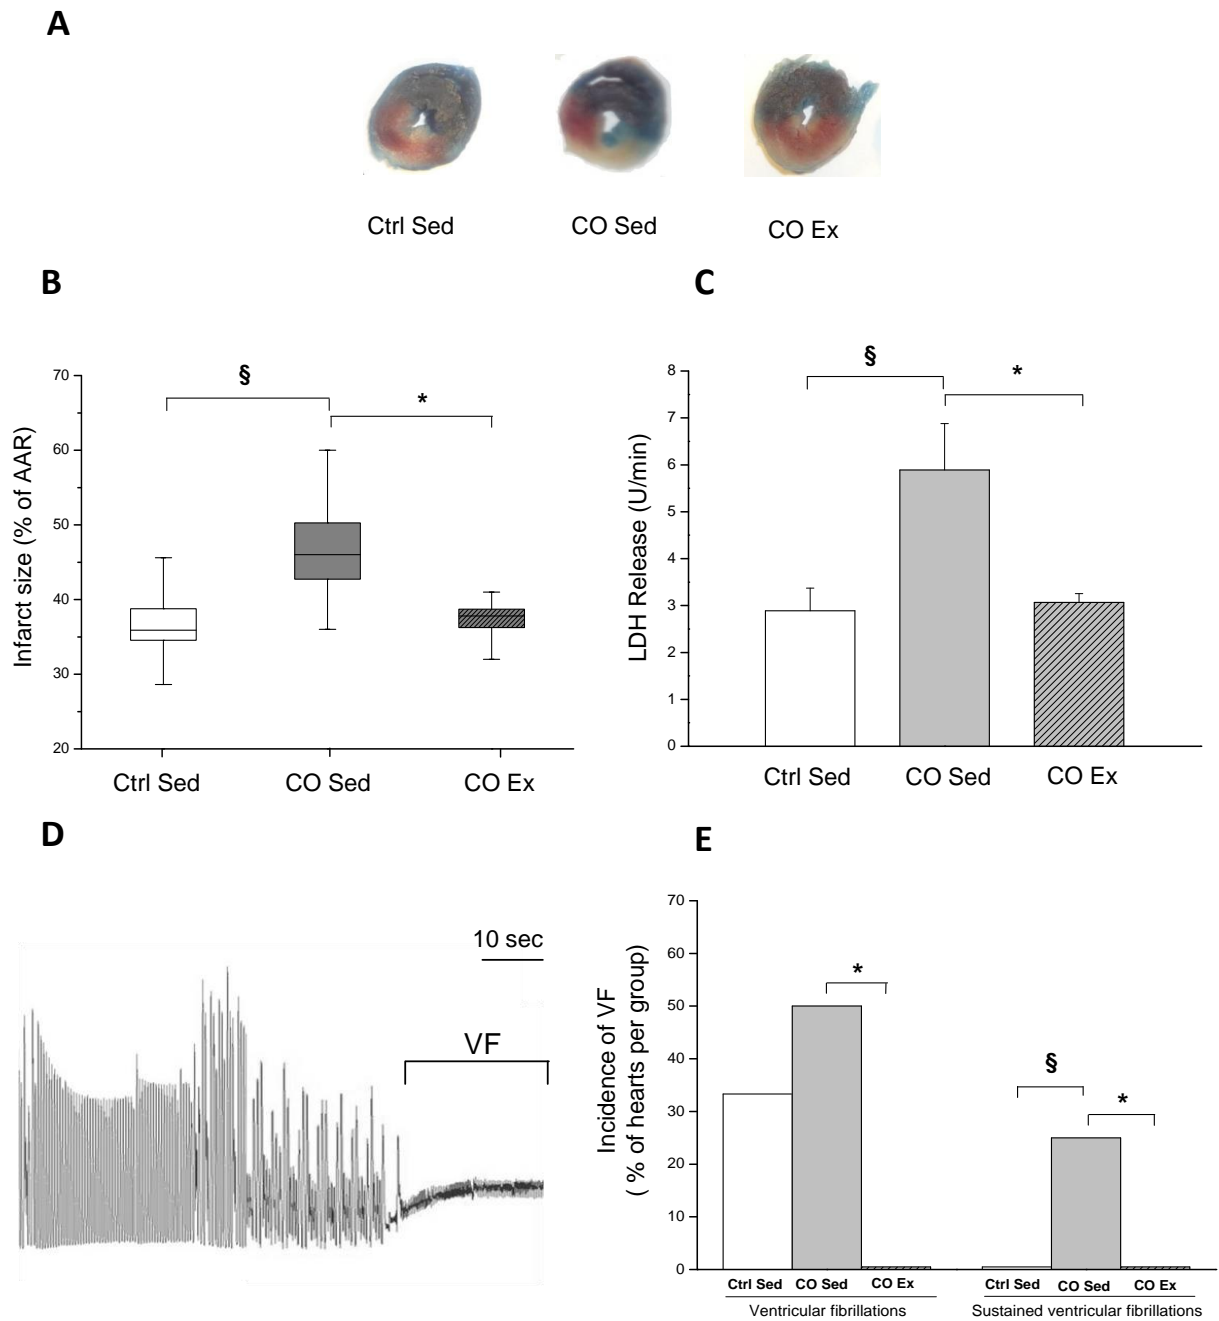 A
Ctrl Sed
CO Sed
CO Ex
B
Infarct size (% of AAR)
70
60
50
40
30
20
§
*
Ctrl Sed
CO Sed
CO Ex
C
LDH Release (U/min)
8
7
6
5
4
3
2
1
0
§
*
Ctrl Sed
CO Sed
CO Ex
D
10 sec
VF
E
Incidence of VF
( % of hearts per group)
70
60
50
40
30
20
10
0
*
§
*
Ctrl Sed
CO Sed
CO Ex
Ventricular fibrillations
Ctrl Sed
CO Sed
CO Ex
Sustained ventricular fibrillations